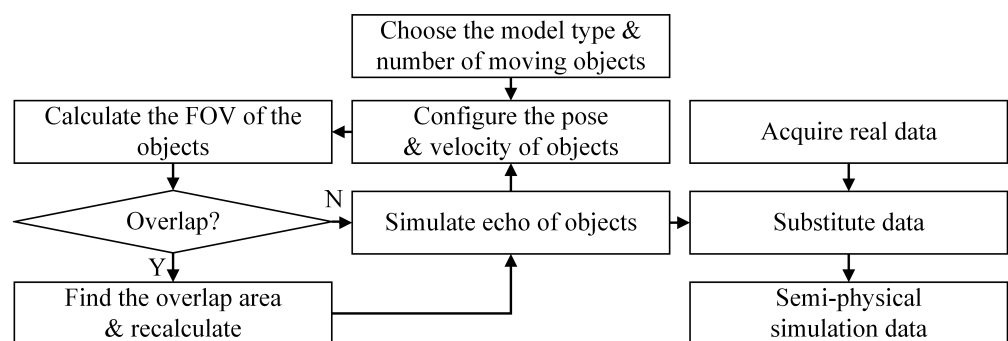 Choose the model type &
number of moving objects
Calculate the FOV of the
objects
Configure the pose
& velocity of objects
Acquire real data
Overlap?
N
Simulate echo of objects
Substitute data
Y
Find the overlap area
& recalculate
Semi-physical
simulation data